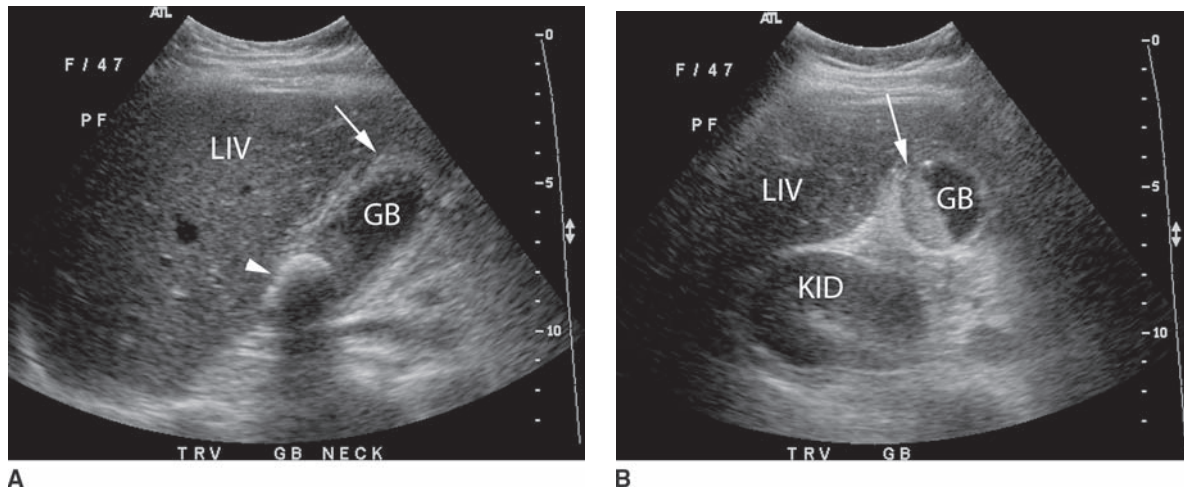 ATL
F / 47
PF
LIV
GB
0
5
10
TRV GB NECK
A
ATL
F / 47
PF
LIV
GB
KID
0
5
10
TRV GB
B